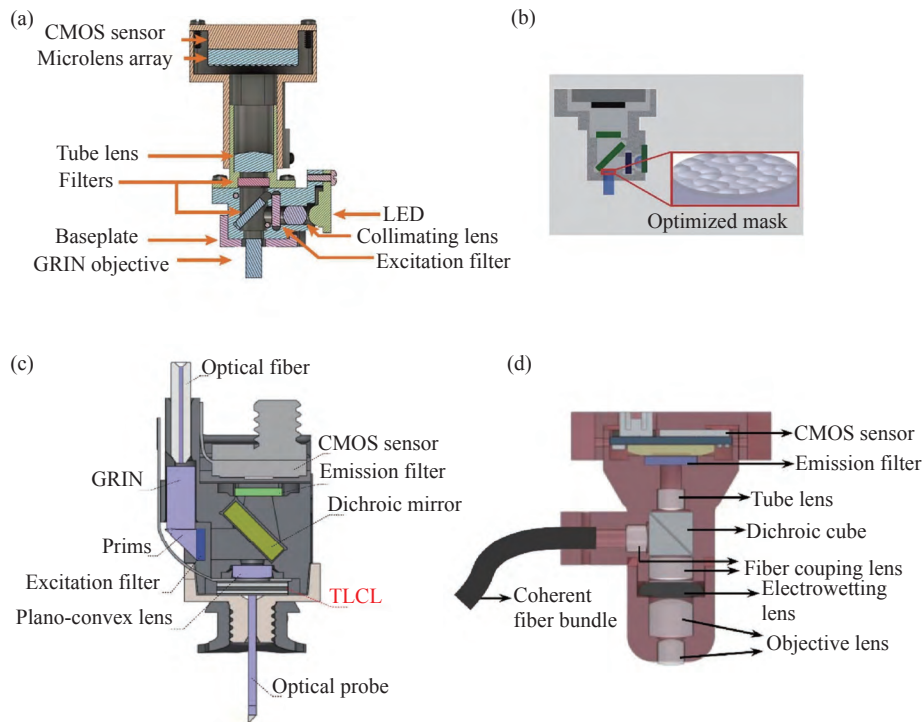 (a)
CMOS sensor
Microlens array
Tube lens
Filters
Baseplate
GRIN objective
LED
Collimating lens
Excitation filter
(b)
Optimized mask
(c)
Optical fiber
CMOS sensor
Emission filter
GRIN
Dichroic mirror
Prims
Excitation filter
TLCL
Plano-convex lens
Optical probe
(d)
CMOS sensor
Emission filter
Tube lens
Dichroic cube
Fiber couping lens
Electrowetting
lens
Coherent
fiber bundle
Objective lens